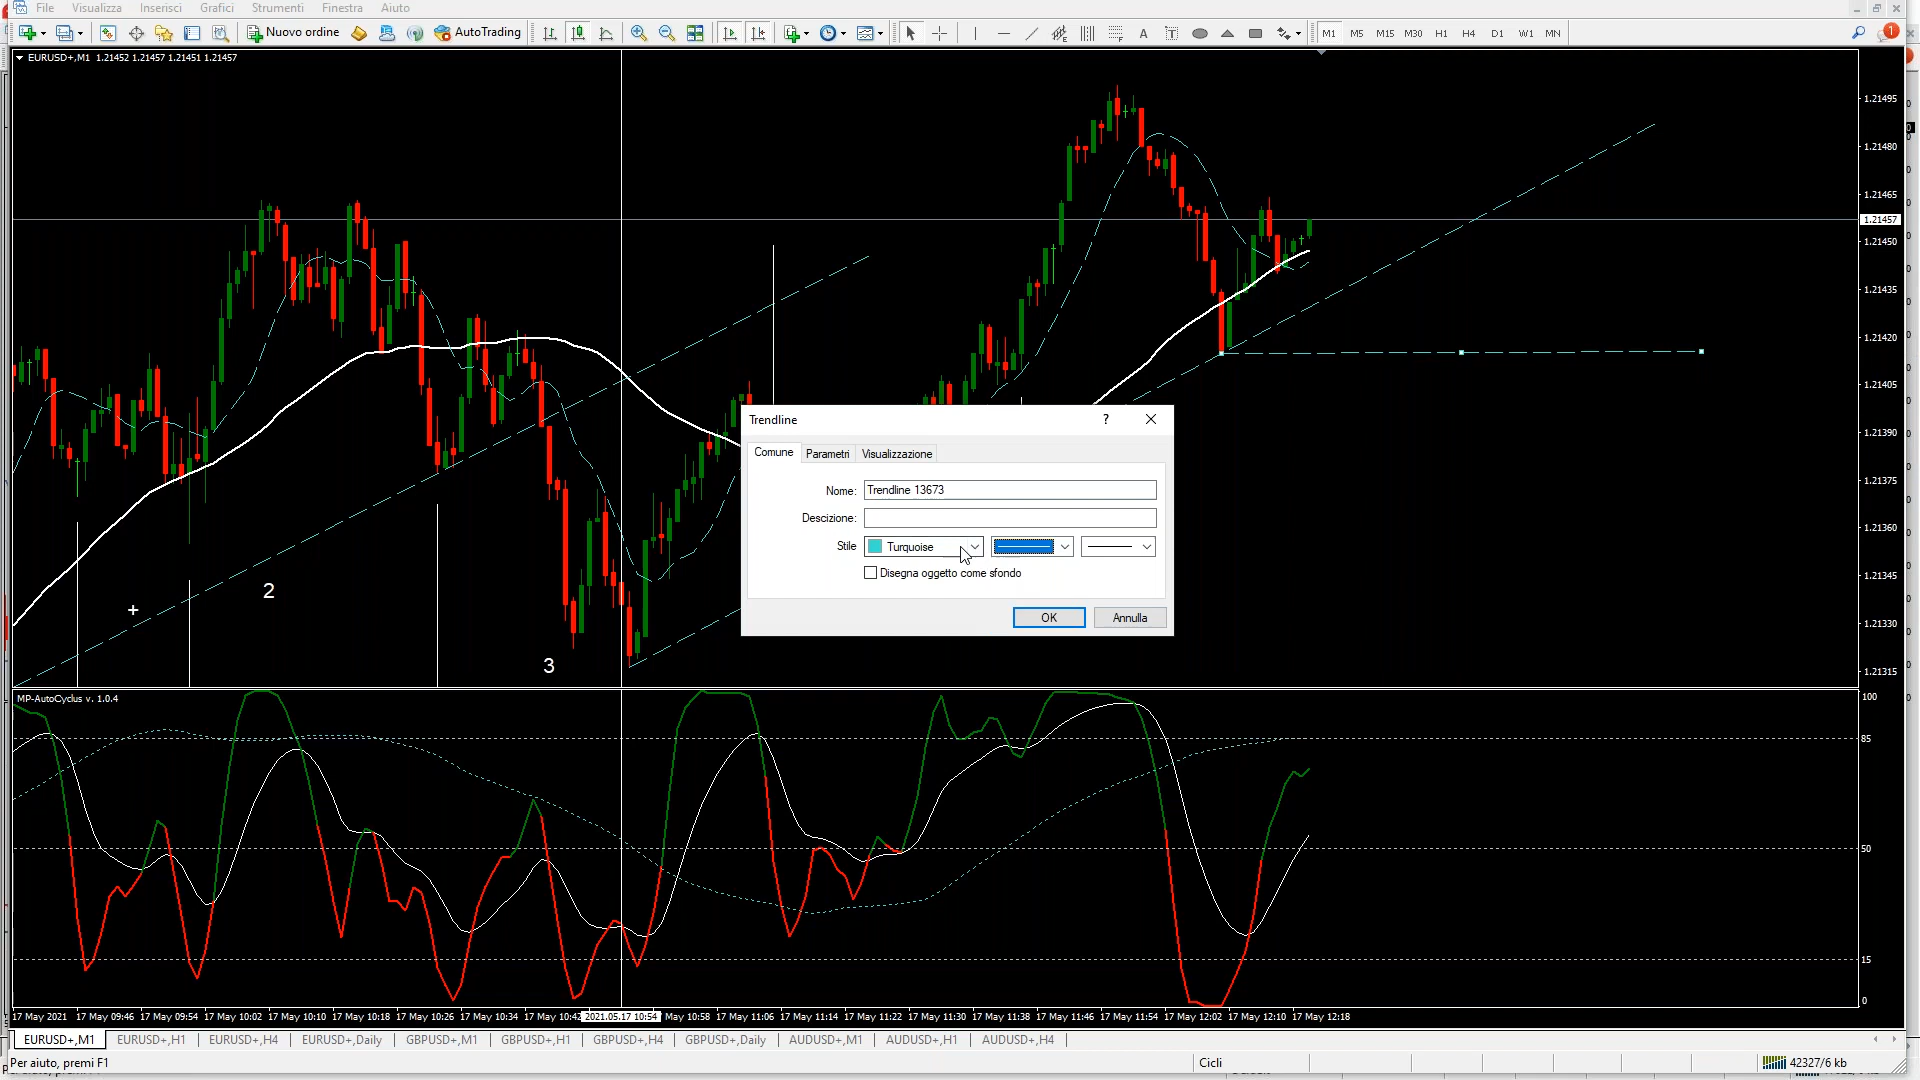 File Visualizza Inserisci Grafici Strumenti Finestra Aiuto
Nuovo ordine AutoTrading A T M1 M5 M15 M30 H1 H4 D1 W1 MN 1
EURUSD+,M1 1.21452 1.21457 1.21451 1.21457
1.21495
1.21480
1.21465
1.21457
1.21450
1.21435
1.21420
1.21405
1.21390
1.21375
1.21360
1.21345
1.21330
1.21315
2
3
Trendline ?
Comune Parametri Visualizzazione
Nome: Trendline 13673
Descizione:
Stile Turquoise
Disegna oggetto come sfondo
OK Annulla
MP-AutoCyclus v. 1.0.4
100
85
50
15
0
17 May 2021 17 May 09:46 17 May 09:54 17 May 10:02 17 May 10:10 17 May 10:18 17 May 10:26 17 May 10:34 17 May 10:42 2021.05.17 10:54 May 10:58 17 May 11:06 17 May 11:14 17 May 11:22 17 May 11:30 17 May 11:38 17 May 11:46 17 May 11:54 17 May 12:02 17 May 12:10 17 May 12:18
EURUSD+,M1 EURUSD+,H1 EURUSD+,H4 EURUSD+,Daily GBPUSD+,M1 GBPUSD+,H1 GBPUSD+,H4 GBPUSD+,Daily AUDUSD+,M1 AUDUSD+,H1 AUDUSD+,H4
Per aiuto, premi F1 Cicli 42327/6 kb